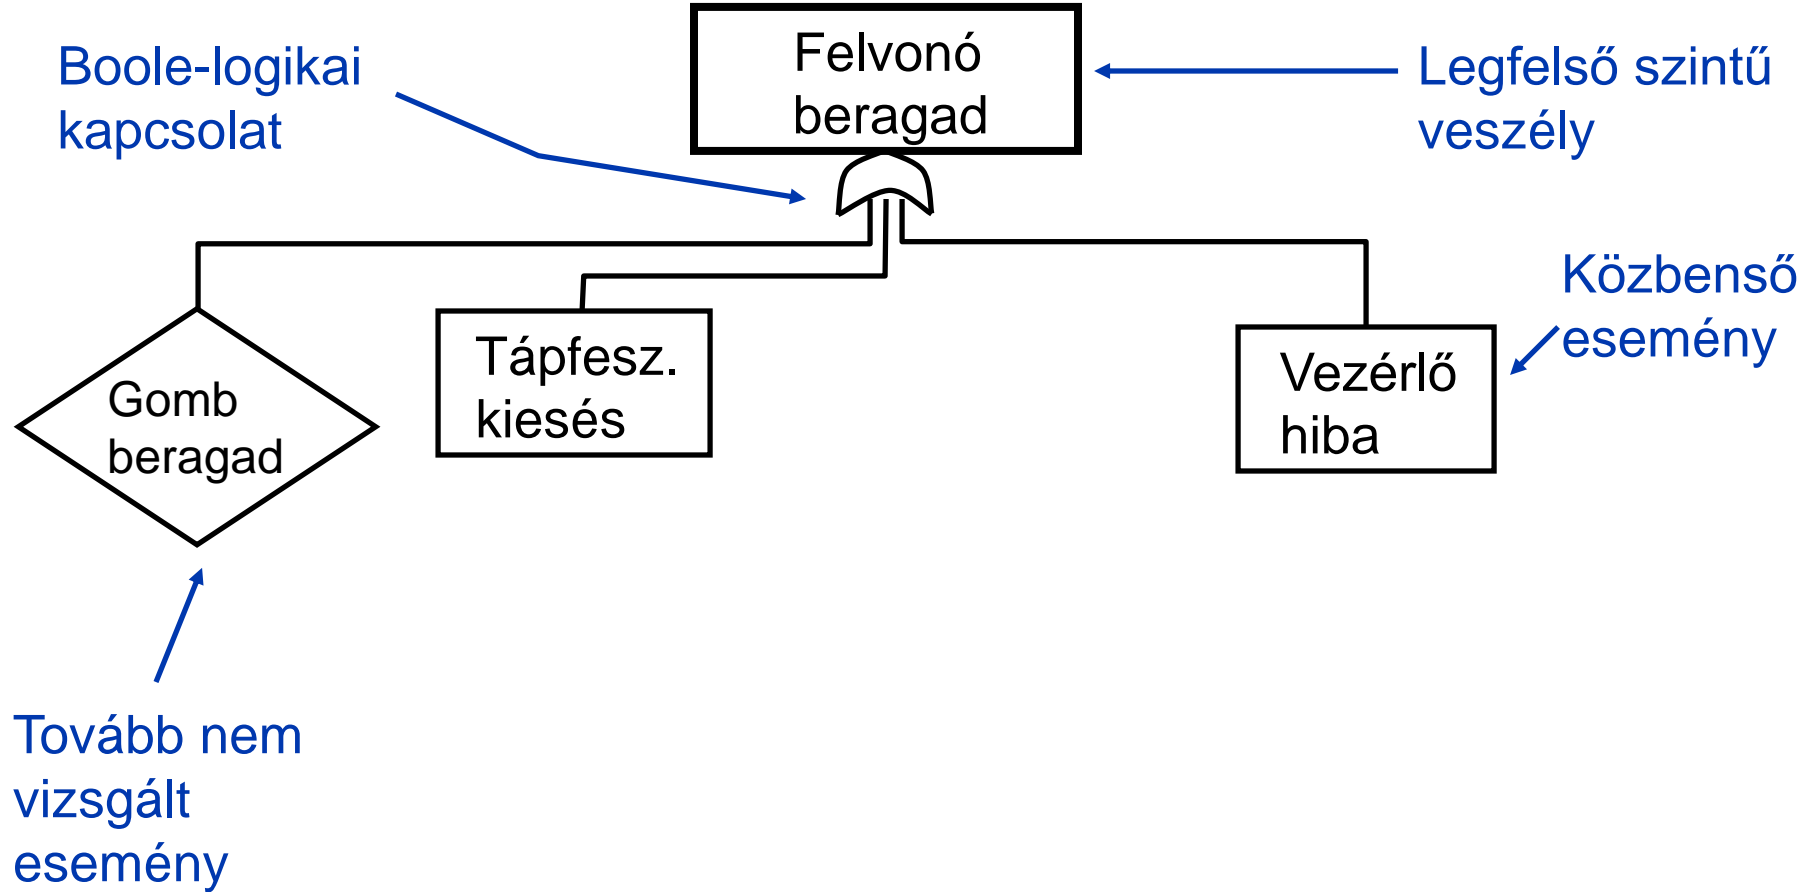 Boole-logikai
kapcsolat
Felvonó
beragad
Legfelső szintű
veszély
Közbenső
esemény
Gomb
beragad
Tápfesz.
kiesés
Vezérlő
hiba
Tovább nem
vizsgált
esemény